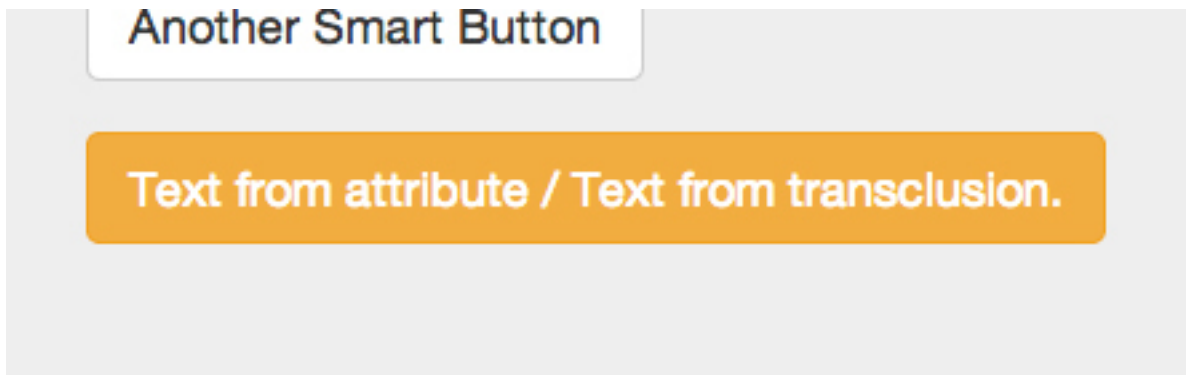 Another Smart Button
Text from attribute / Text from transclusion.